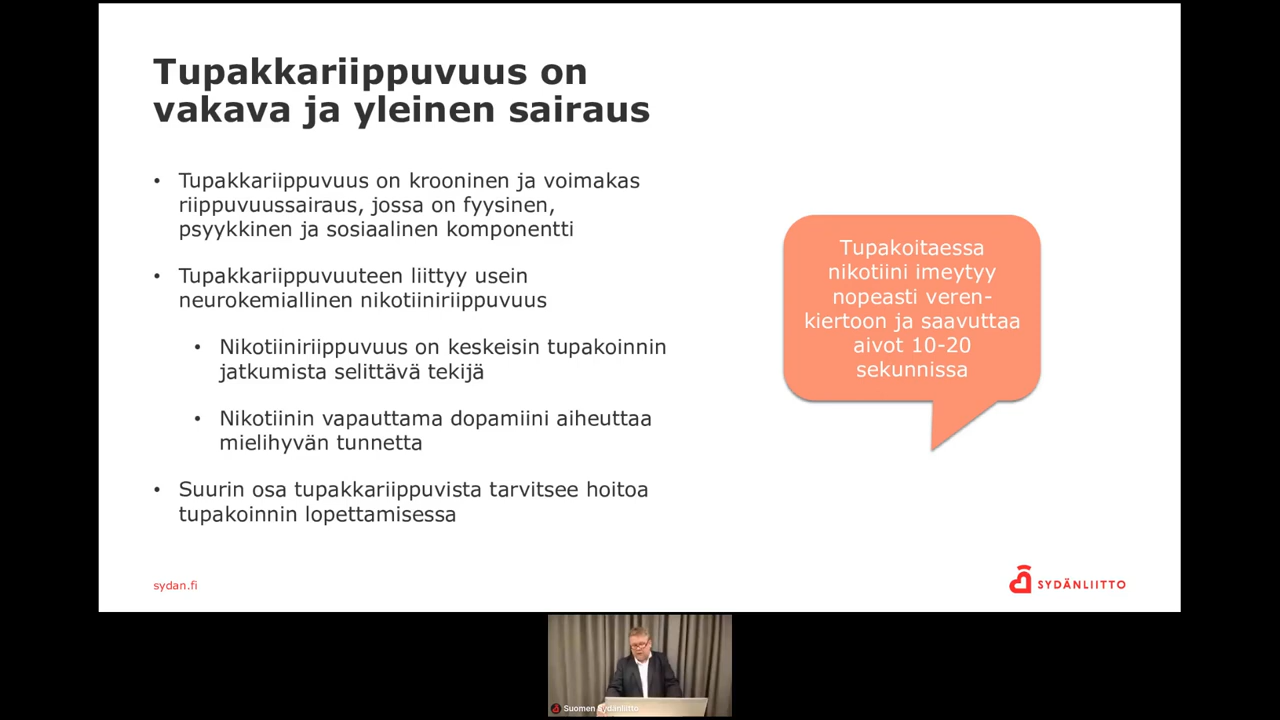 Tupakkariippuvuus on
vakava ja yleinen sairaus
• Tupakkariippuvuus on krooninen ja voimakas
riippuvuussairaus, jossa on fyysinen,
psyykkinen ja sosiaalinen komponentti
• Tupakkariippuvuuteen liittyy usein
neurokemiallinen nikotiiniriippuvuus
• Nikotiiniriippuvuus on keskeisin tupakoinnin
jatkumista selittävä tekijä
• Nikotiinin vapauttama dopamiini aiheuttaa
mielihyvän tunnetta
• Suurin osa tupakkariippuvista tarvitsee hoitoa
tupakoinnin lopettamisessa
Tupakoitaessa
nikotiini imeytyy
nopeasti veren-
kiertoon ja saavuttaa
aivot 10-20
sekunnissa
sydan.fi
SYDÄNLIITTO
Suomen Sydänliitto